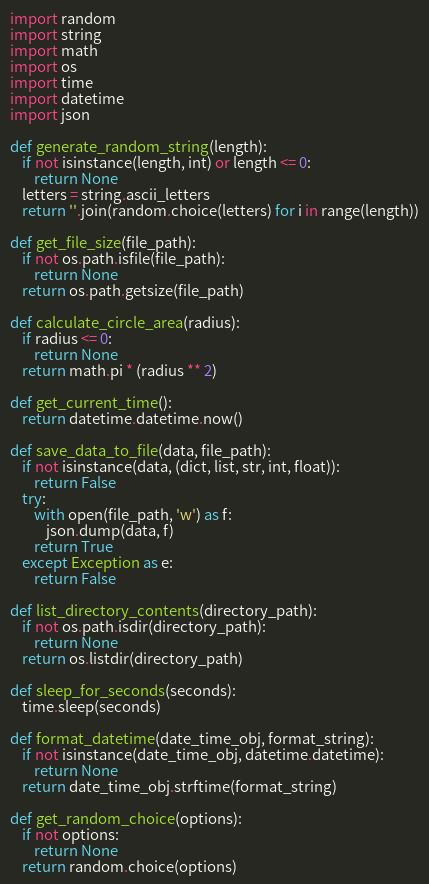 import random
import string
import math
import os
import time
import datetime
import json

def generate_random_string(length):
    if not isinstance(length, int) or length <= 0:
        return None
    letters = string.ascii_letters
    return ''.join(random.choice(letters) for i in range(length))

def get_file_size(file_path):
    if not os.path.isfile(file_path):
        return None
    return os.path.getsize(file_path)

def calculate_circle_area(radius):
    if radius <= 0:
        return None
    return math.pi * (radius ** 2)

def get_current_time():
    return datetime.datetime.now()

def save_data_to_file(data, file_path):
    if not isinstance(data, (dict, list, str, int, float)):
        return False
    try:
        with open(file_path, 'w') as f:
            json.dump(data, f)
        return True
    except Exception as e:
        return False

def list_directory_contents(directory_path):
    if not os.path.isdir(directory_path):
        return None
    return os.listdir(directory_path)

def sleep_for_seconds(seconds):
    time.sleep(seconds)

def format_datetime(date_time_obj, format_string):
    if not isinstance(date_time_obj, datetime.datetime):
        return None
    return date_time_obj.strftime(format_string)

def get_random_choice(options):
    if not options:
        return None
    return random.choice(options)